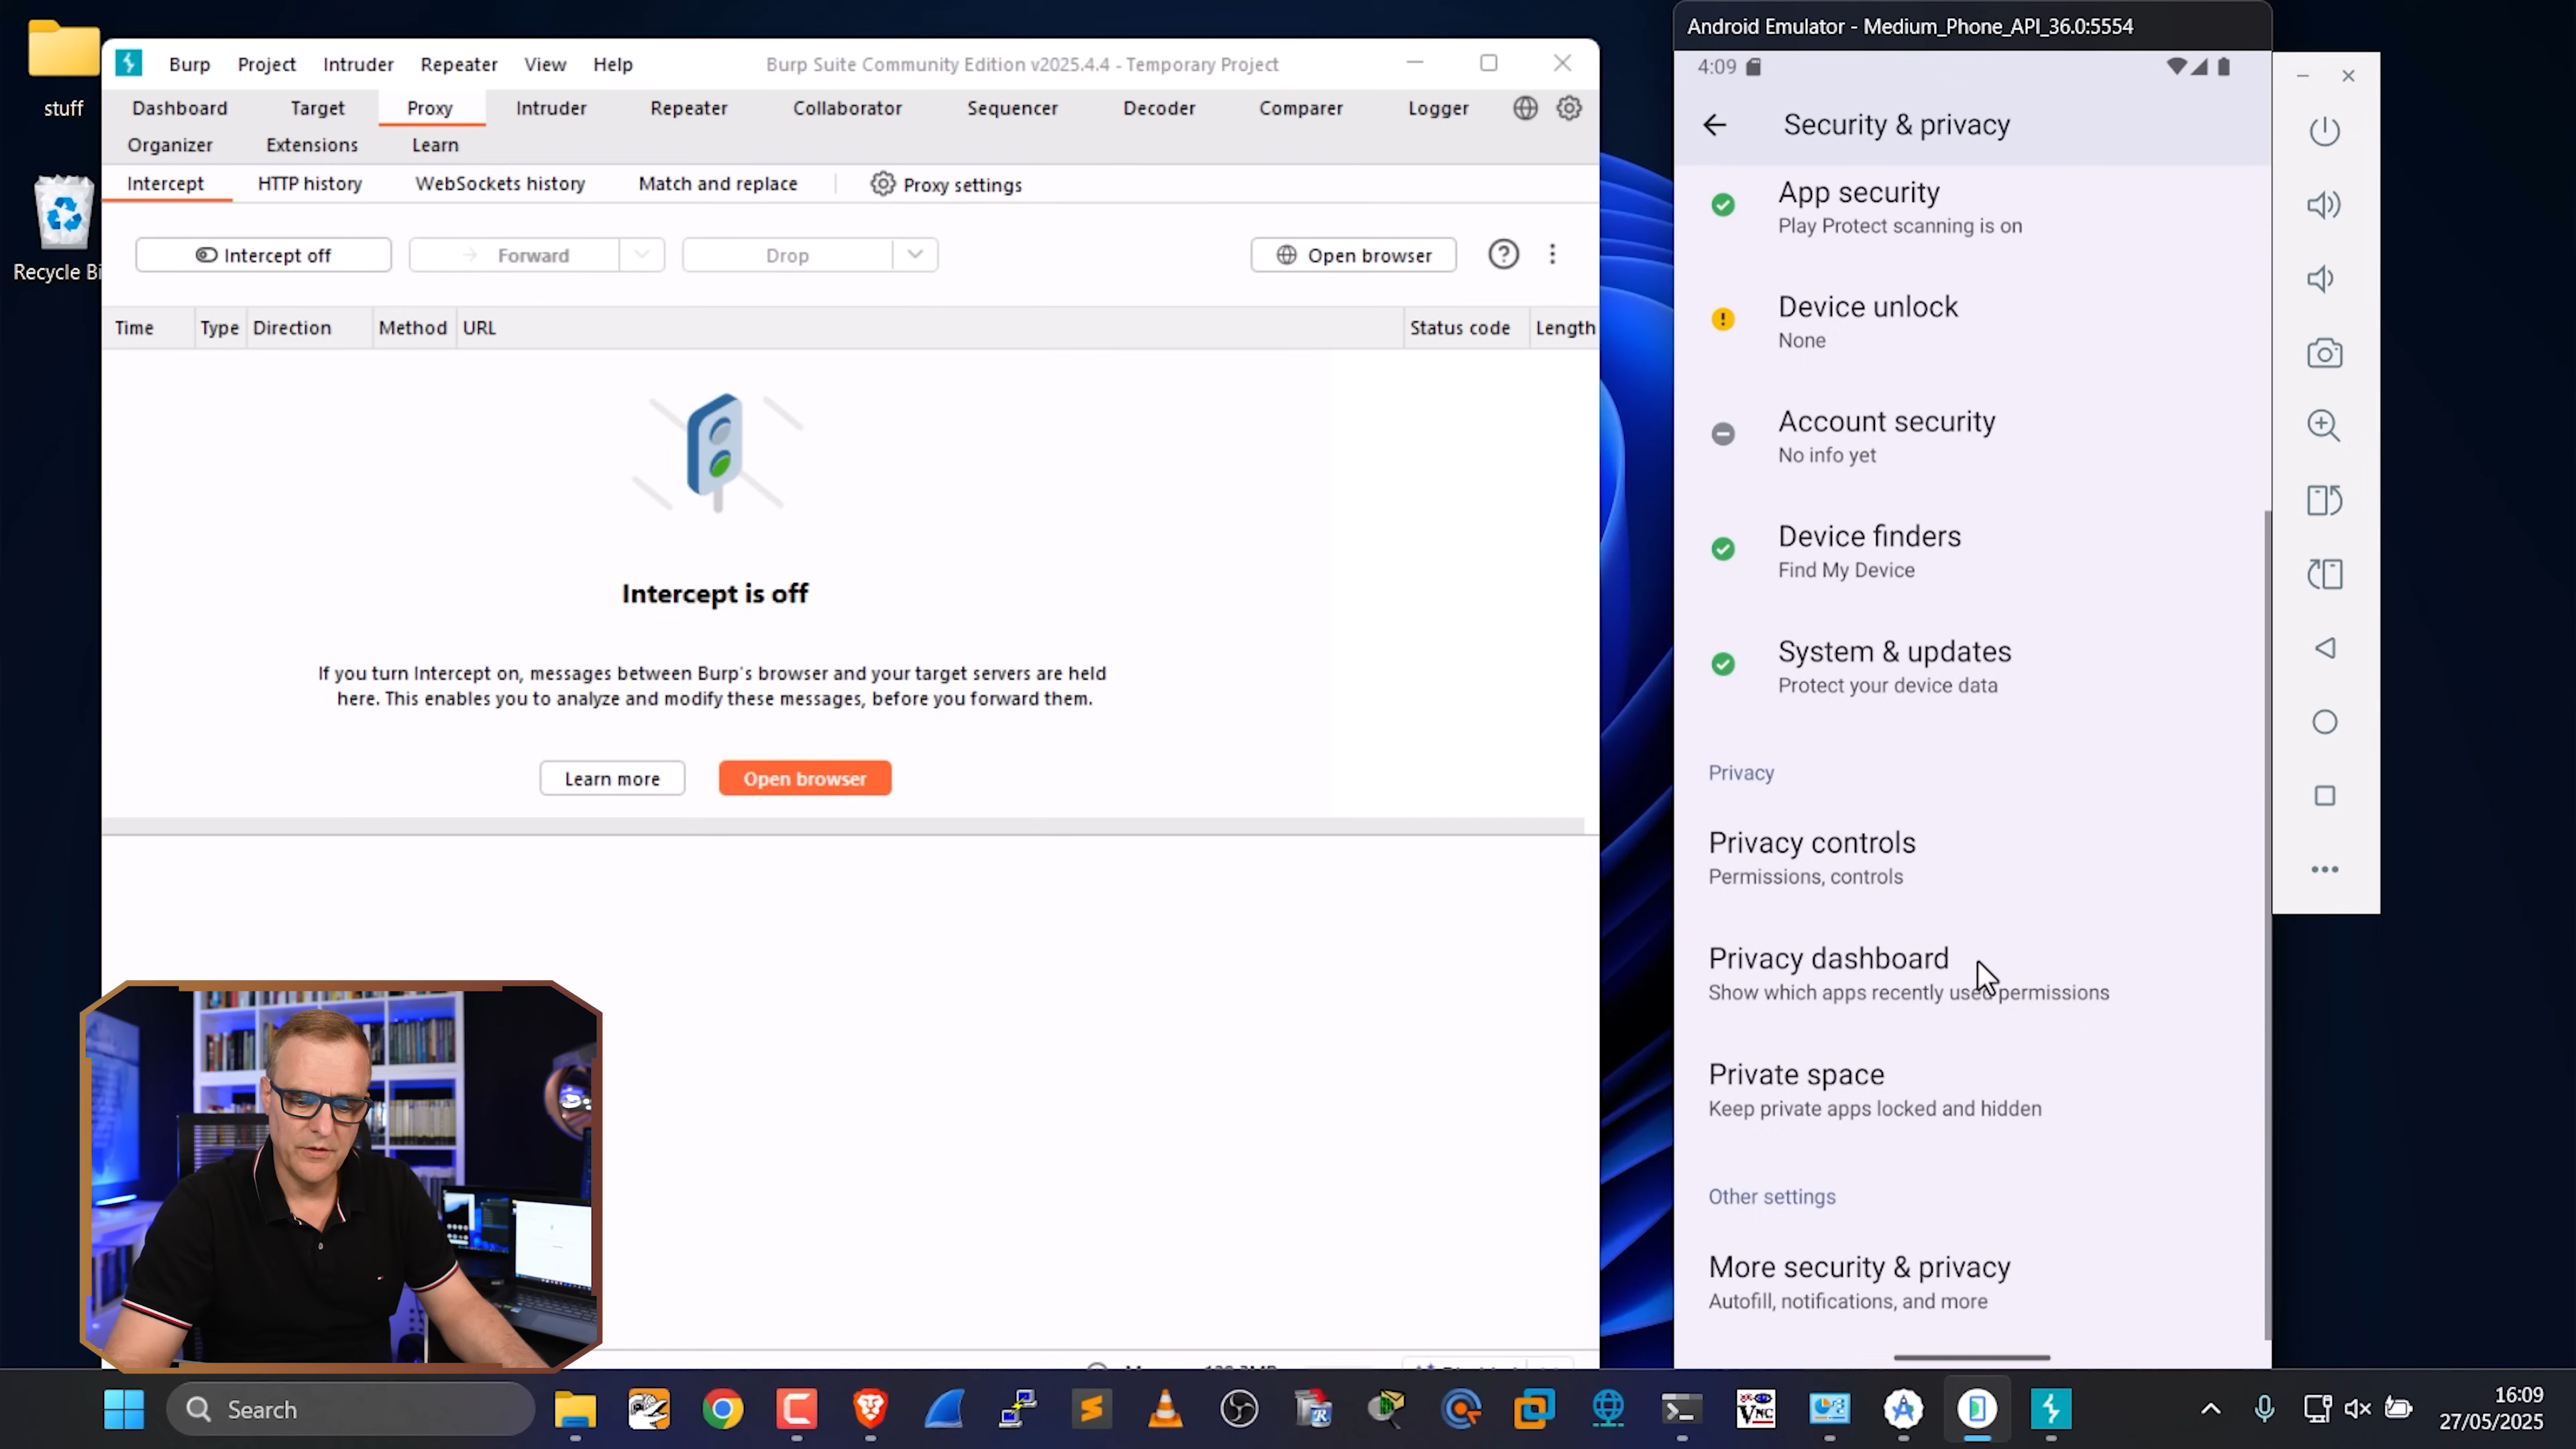 stuff
Recycle Bi
Burp Project Intruder Repeater View Help
Burp Suite Community Edition v2025.4.4 - Temporary Project
Dashboard Target Proxy Intruder Repeater Collaborator Sequencer Decoder Comparer Logger
Organizer Extensions Learn
Intercept HTTP history WebSockets history Match and replace Proxy settings
Intercept off Forward Drop Open browser
Time Type Direction Method URL Status code Length
Intercept is off
If you turn Intercept on, messages between Burp's browser and your target servers are held
here. This enables you to analyze and modify these messages, before you forward them.
Learn more Open browser
Android Emulator - Medium_Phone_API_36.0:5554
4:09
Security & privacy
App security
Play Protect scanning is on
Device unlock
None
Account security
No info yet
Device finders
Find My Device
System & updates
Protect your device data
Privacy
Privacy controls
Permissions, controls
Privacy dashboard
Show which apps recently used permissions
Private space
Keep private apps locked and hidden
Other settings
More security & privacy
Autofill, notifications, and more
Search
VNC
16:09
27/05/2025